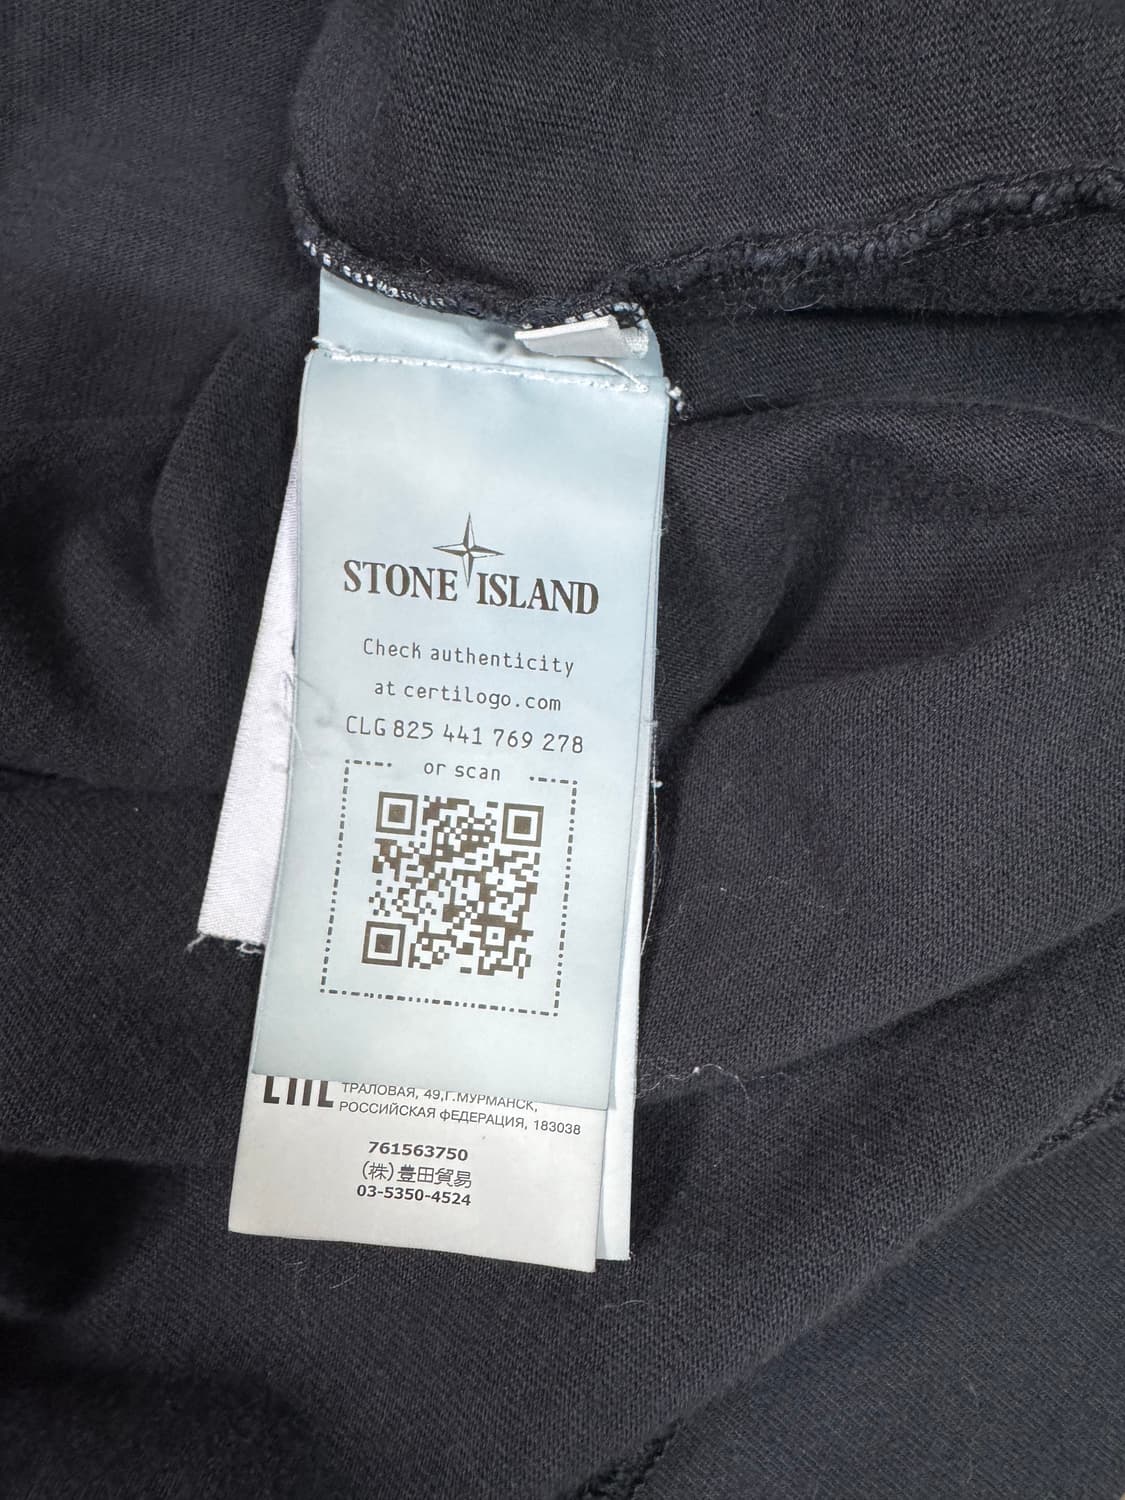 STONE ISLAND
Check authenticity
at certilogo.com
CLG 825 441 769 278
or scan
ТРАЛОВАЯ, 49,Г.МУРМАНСК,
РОССИЙСКАЯ фЕДЕРАЦИЯ, 183038
761563750
(株)豊田貿易
03-5350-4524